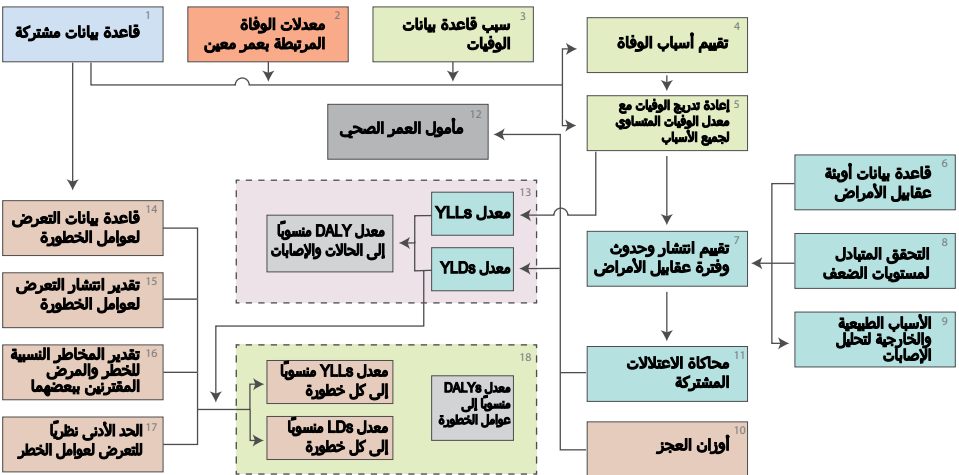 1
قاعدة بيانات مشتركة
2
معدلات الوفاة
المرتبطة بعمر معين
3
سبب قاعدة بيانات
الوفيات
4
تقييم أسباب الوفاة
5
إعادة تدريج الوفيات مع
معدل الوفيات المتساوي
لجميع الأسباب
6
قاعدة بيانات أوبئة
عقابيل الأمراض
7
تقييم انتشار وحدوث
وفترة عقابيل الأمراض
8
التحقق المتبادل
لمستويات الضعف
9
الأسباب الطبيعية
والخارجية لتحليل
الإصابات
10
أوزان العجز
11
محاكاة الاعتلالات
المشتركة
12
مأمول العمر الصحي
13
معدل YLLs
معدل YLDs
معدل DALY منسوبًا
إلى الحالات والإصابات
14
قاعدة بيانات التعرض
لعوامل الخطورة
15
تقدير انتشار التعرض
لعوامل الخطورة
16
تقدير المخاطر النسبية
للخطر والمرض
المقترنين ببعضهما
17
الحد الأدنى نظريًا
للتعرض لعوامل الخطر
18
معدل YLLs منسوبًا
إلى كل خطورة
معدل LDs منسوبًا
إلى كل خطورة
معدل DALYs
منسوبًا إلى
عوامل الخطورة